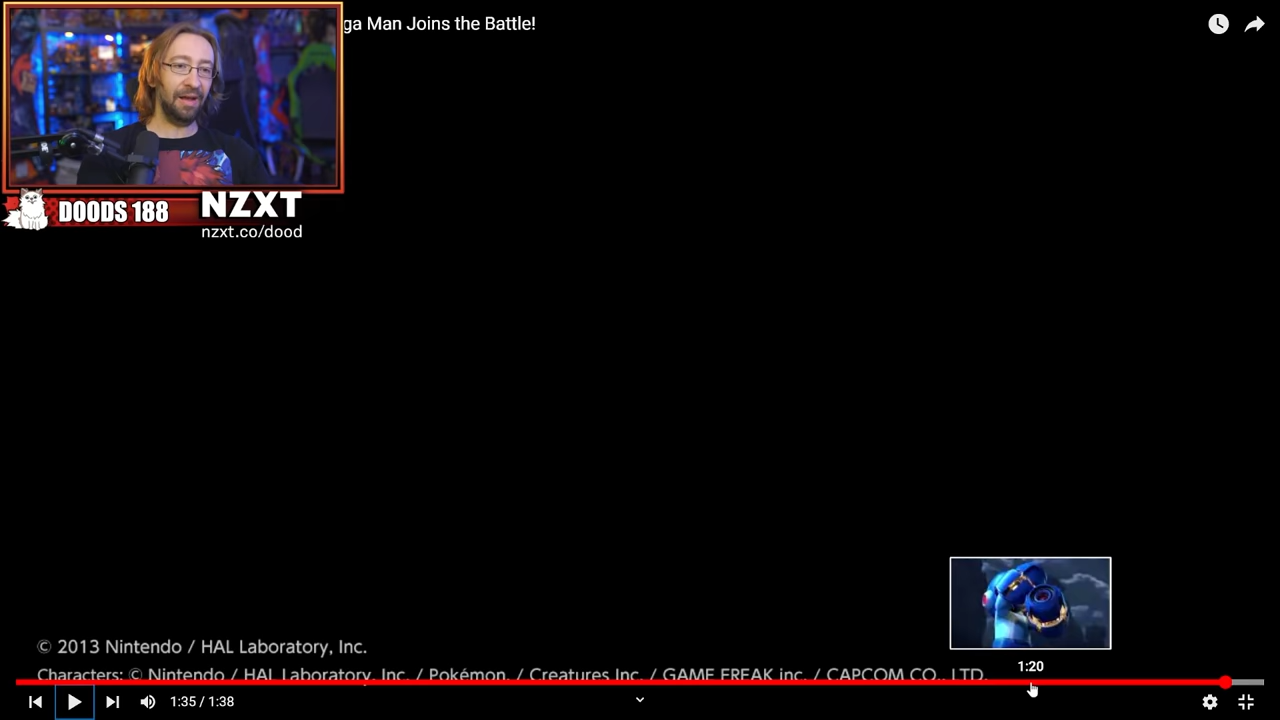 ga Man Joins the Battle!
DOODS 188
NZXT
nzxt.co/dood
© 2013 Nintendo / HAL Laboratory, Inc.
1:20
Characters: © Nintendo / HAL Laboratory, Inc. / Pokémon. / Creatures Inc. / GAME FREAK inc. / CAPCOM CO., LTD.
1:35 / 1:38